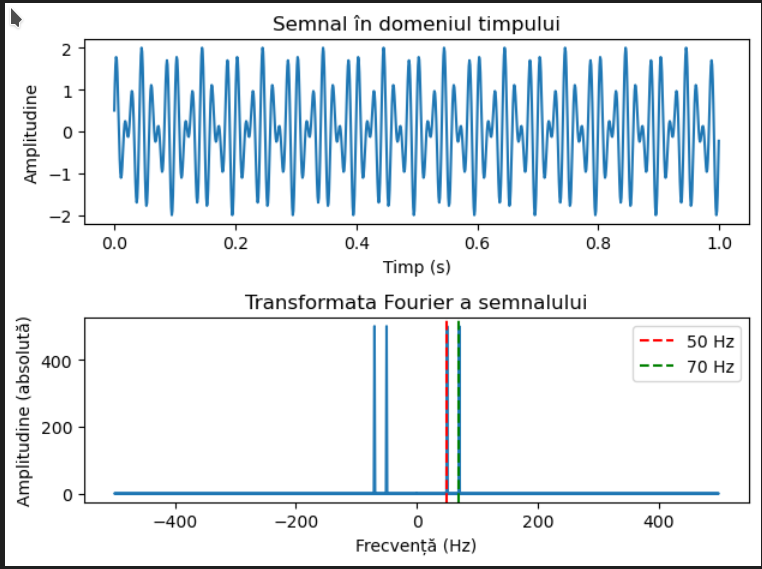 Semnal în domeniul timpului
2
1
0
−1
−2
Amplitudine
0.0 0.2 0.4 0.6 0.8 1.0
Timp (s)
Transformata Fourier a semnalului
400
200
0
Amplitudine (absolută)
50 Hz
70 Hz
−400 −200 0 200 400
Frecvență (Hz)